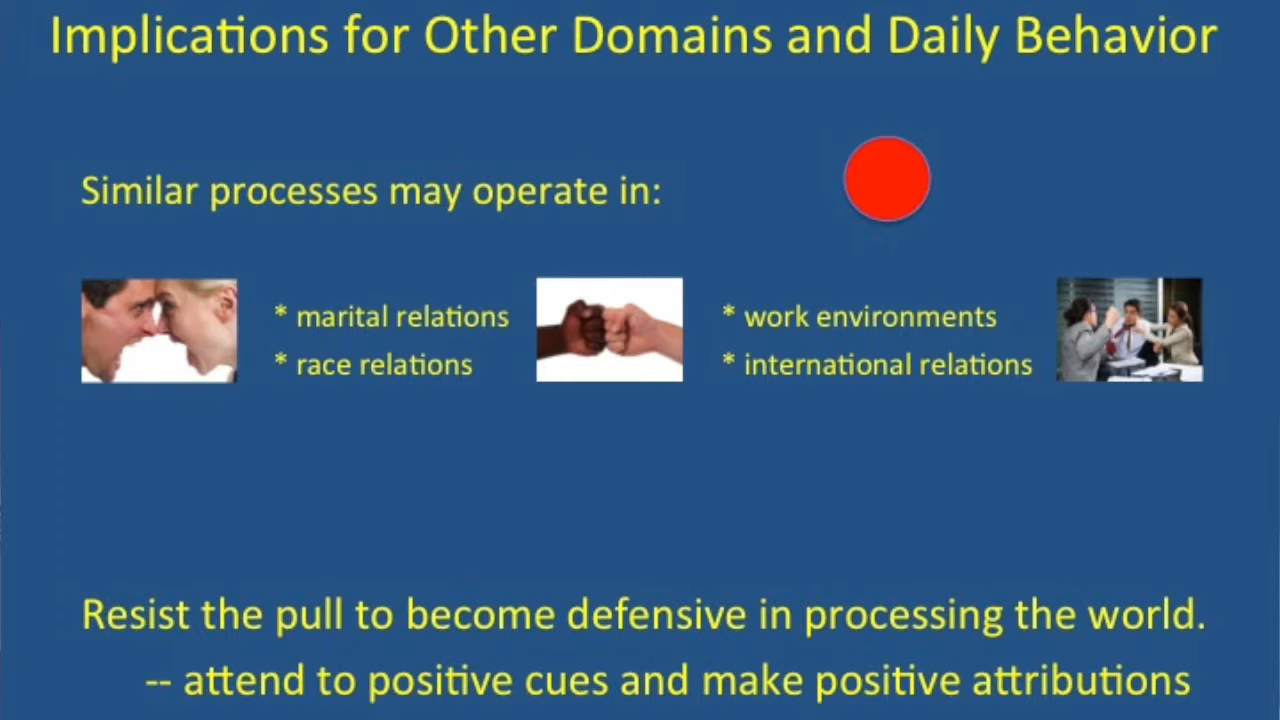 Implications for Other Domains and Daily Behavior
Similar processes may operate in:
* marital relations
* race relations
* work environments
* international relations
Resist the pull to become defensive in processing the world.
-- attend to positive cues and make positive attributions